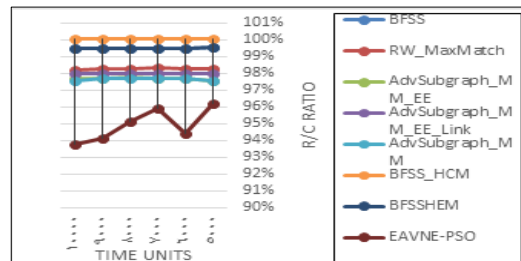 101%
100%
99%
98%
97%
96%
95%
94%
93%
92%
91%
90%
R/C RATIO
TIME UNITS
BFSS
RW_MaxMatch
AdvSubgraph_M
M_EE
AdvSubgraph_M
M_EE_Link
AdvSubgraph_M
M
BFSS_HCM
BFSSHEM
EAVNE-PSO